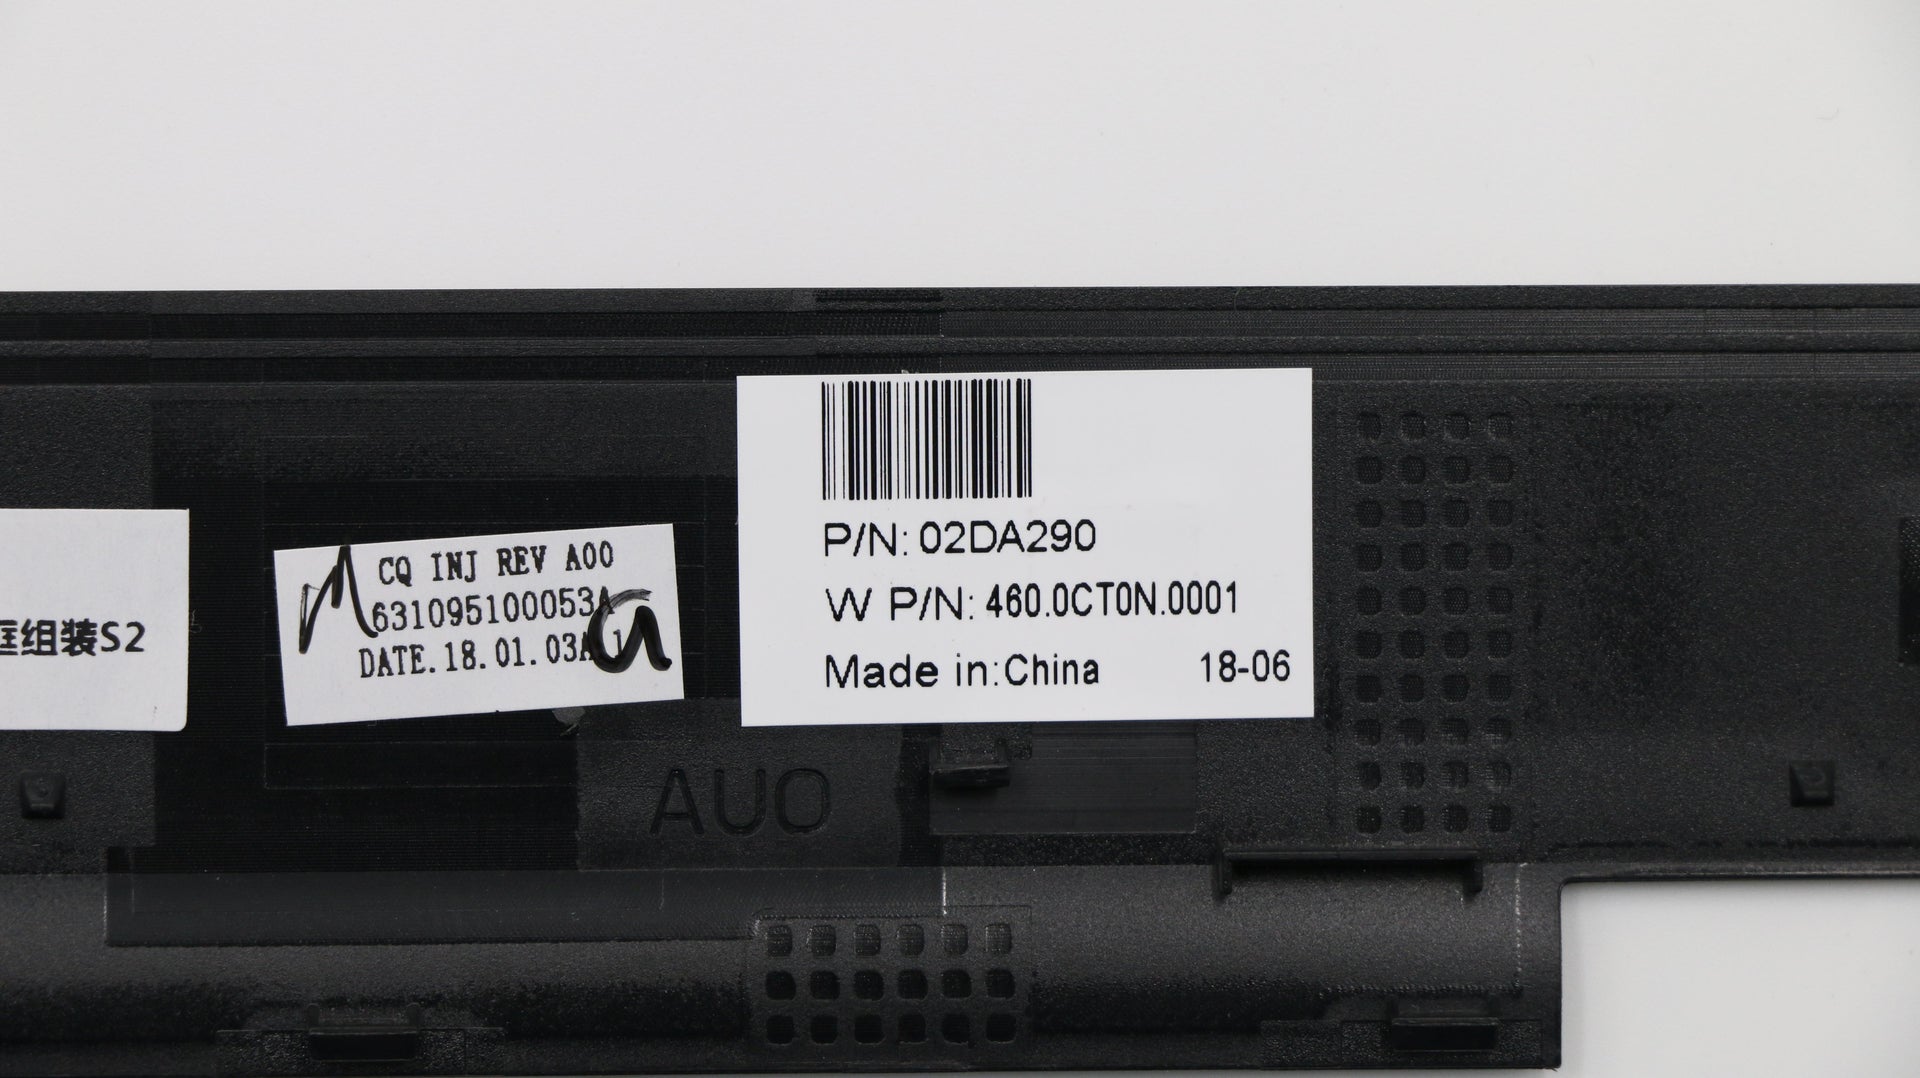 P/N: 02DA290
W P/N: 460.0CT0N.0001
Made in:China 18-06
CQ INJ REV A00
631095100053A
DATE.18.01.03A
框组装S2
AUO